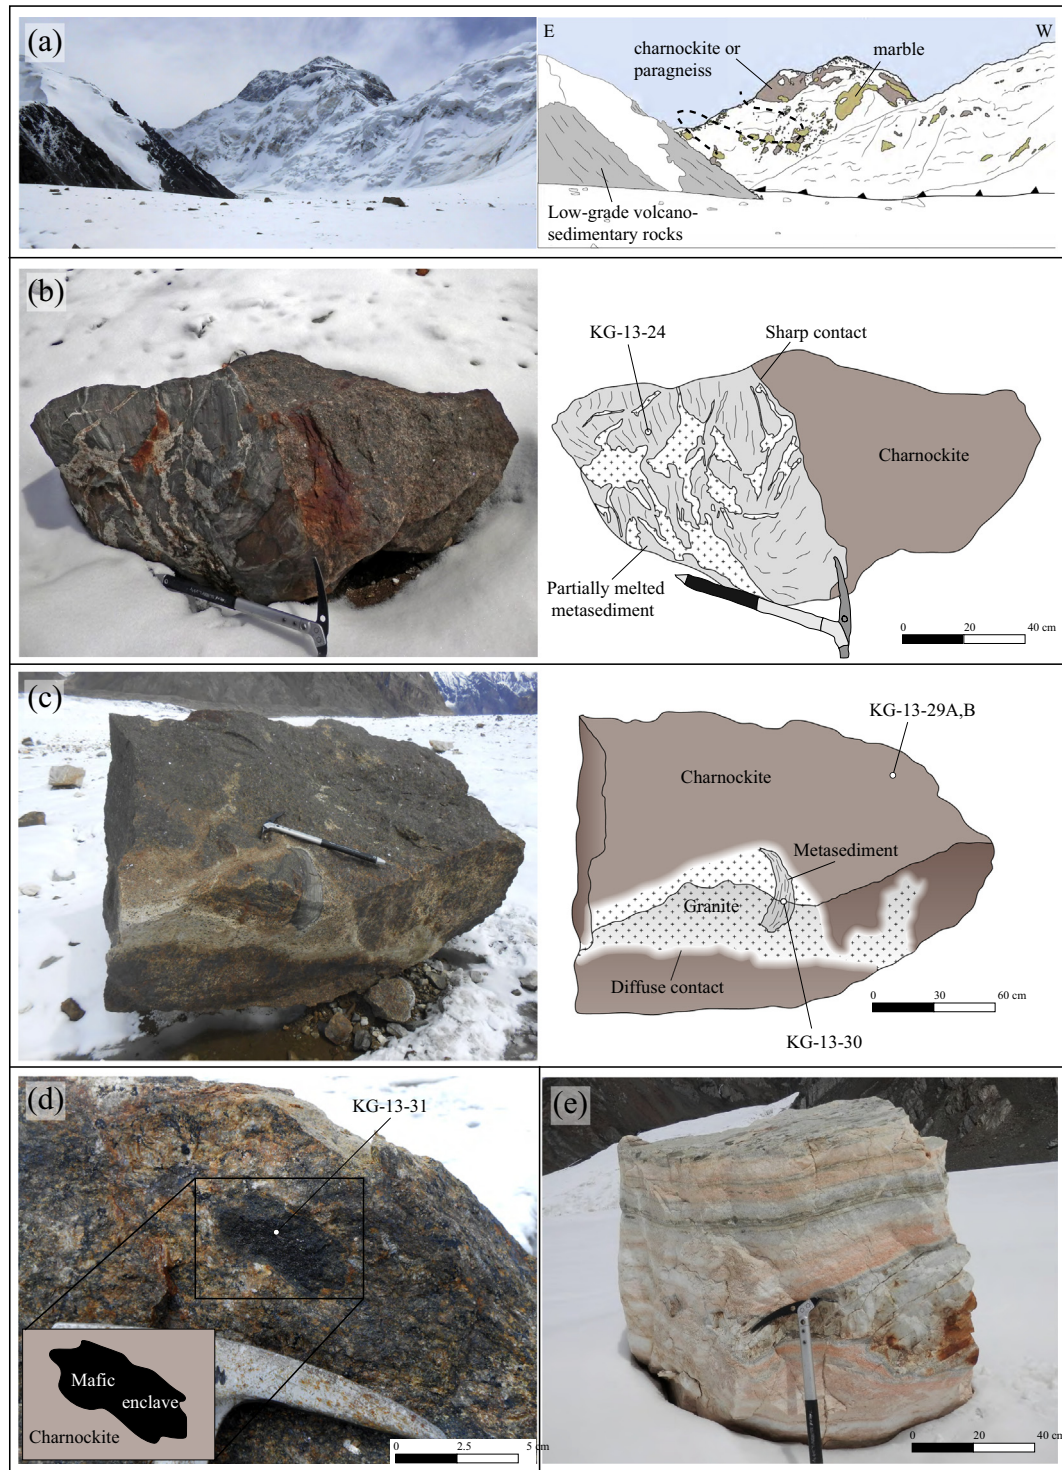 (a)
E
W
charnockite or
paragneiss
marble
Low-grade volcano-
sedimentary rocks
(b)
KG-13-24
Sharp contact
Charnockite
Partially melted
metasediment
0
20
40 cm
(c)
KG-13-29A,B
Charnockite
Metasediment
Granite
Diffuse contact
0
30
60 cm
KG-13-30
(d)
KG-13-31
Mafic
enclave
Charnockite
0
2.5
5 cm
(e)
0
20
40 cm